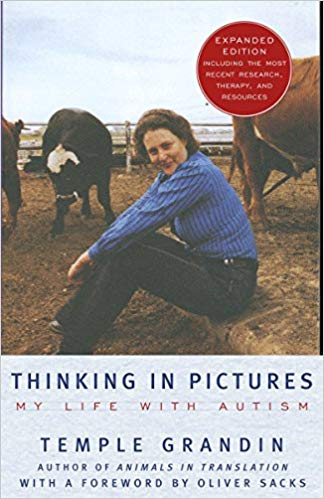 EXPANDED
EDITION
INCLUDING THE MOST
RECENT RESEARCH,
THERAPY, AND
RESOURCES
THINKING IN PICTURES
MY LIFE WITH AUTISM
TEMPLE GRANDIN
AUTHOR OF ANIMALS IN TRANSLATION
WITH A FOREWORD BY OLIVER SACKS